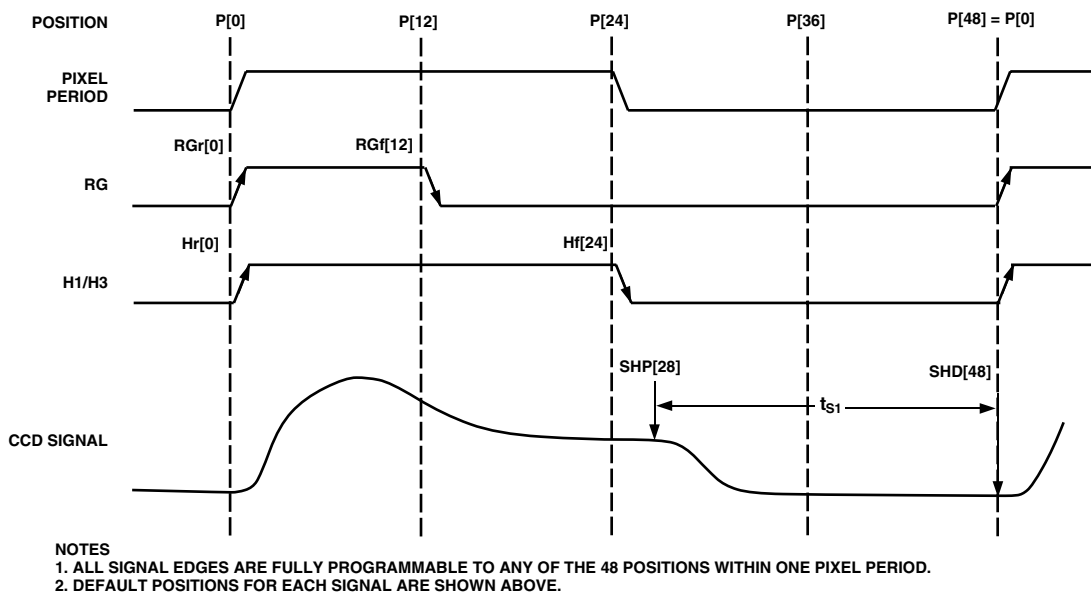 POSITION P[0] P[12] P[24] P[36] P[48] = P[0]
PIXEL
PERIOD
RGr[0] RGf[12]
RG
Hr[0] Hf[24]
H1/H3
SHP[28] SHD[48]
tS1
CCD SIGNAL
NOTES
1. ALL SIGNAL EDGES ARE FULLY PROGRAMMABLE TO ANY OF THE 48 POSITIONS WITHIN ONE PIXEL PERIOD.
2. DEFAULT POSITIONS FOR EACH SIGNAL ARE SHOWN ABOVE.